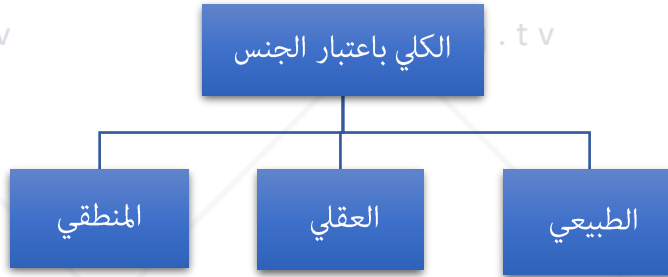 الكلي باعتبار الجنس
الطبيعي
العقلي
المنطقي